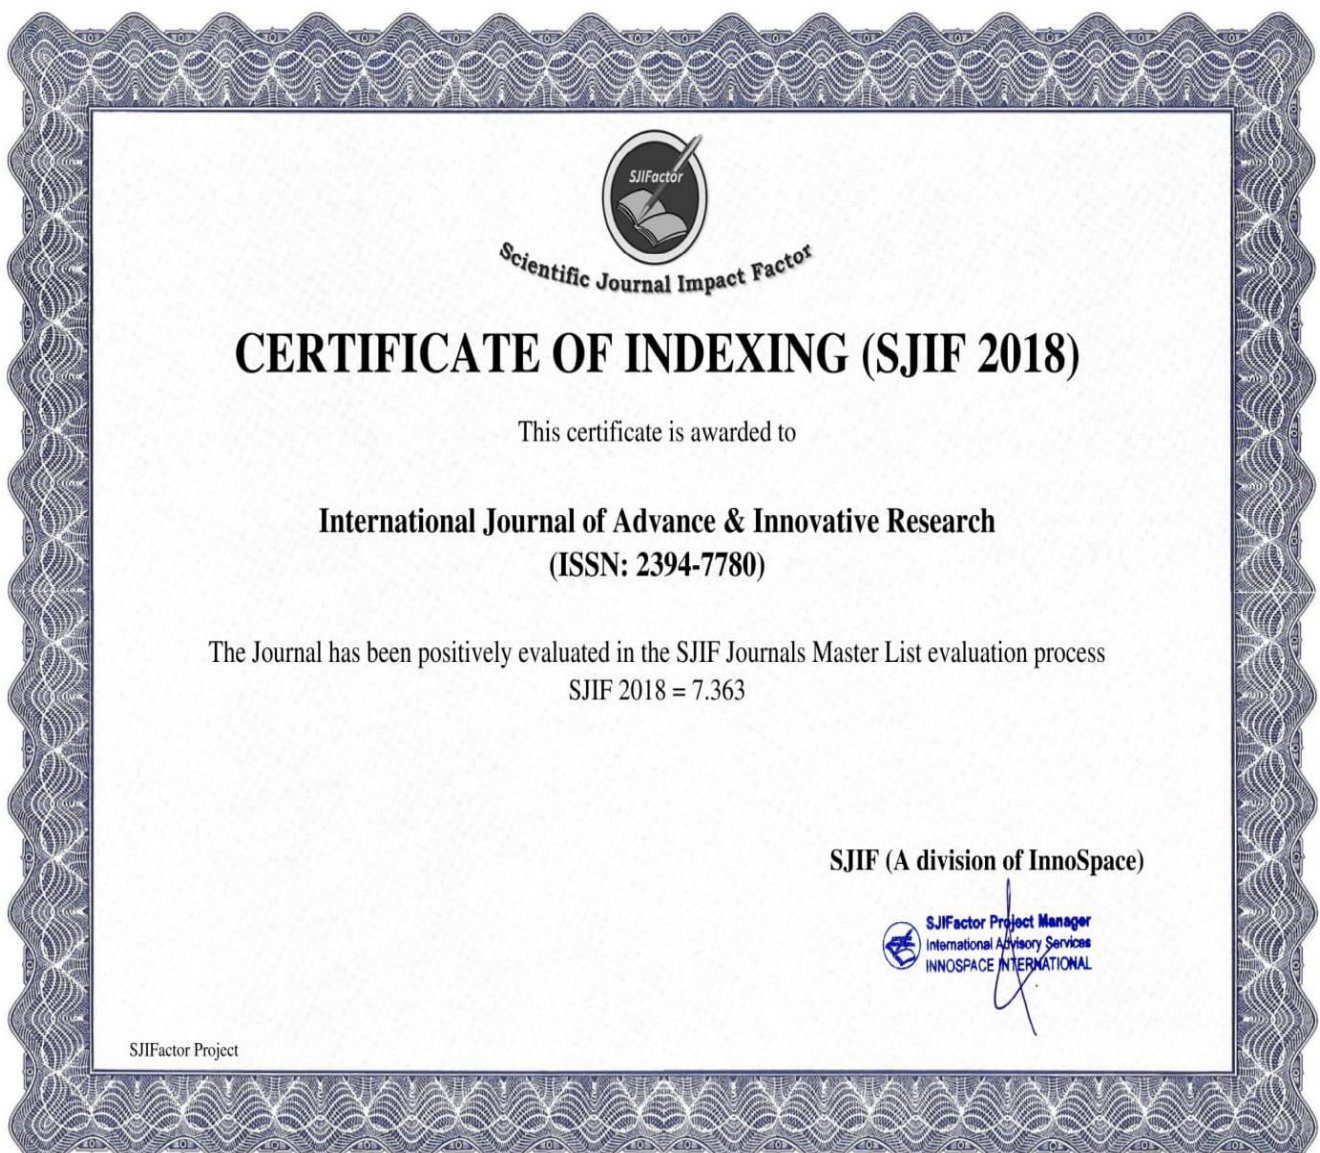 SJIFactor
Scientific Journal Impact Factor
CERTIFICATE OF INDEXING (SJIF 2018)
This certificate is awarded to
International Journal of Advance & Innovative Research
(ISSN: 2394-7780)
The Journal has been positively evaluated in the SJIF Journals Master List evaluation process
SJIF 2018 = 7.363
SJIF (A division of InnoSpace)
SJIFactor Project Manager
International Advisory Services
INNOSPACE INTERNATIONAL
SJIFactor Project